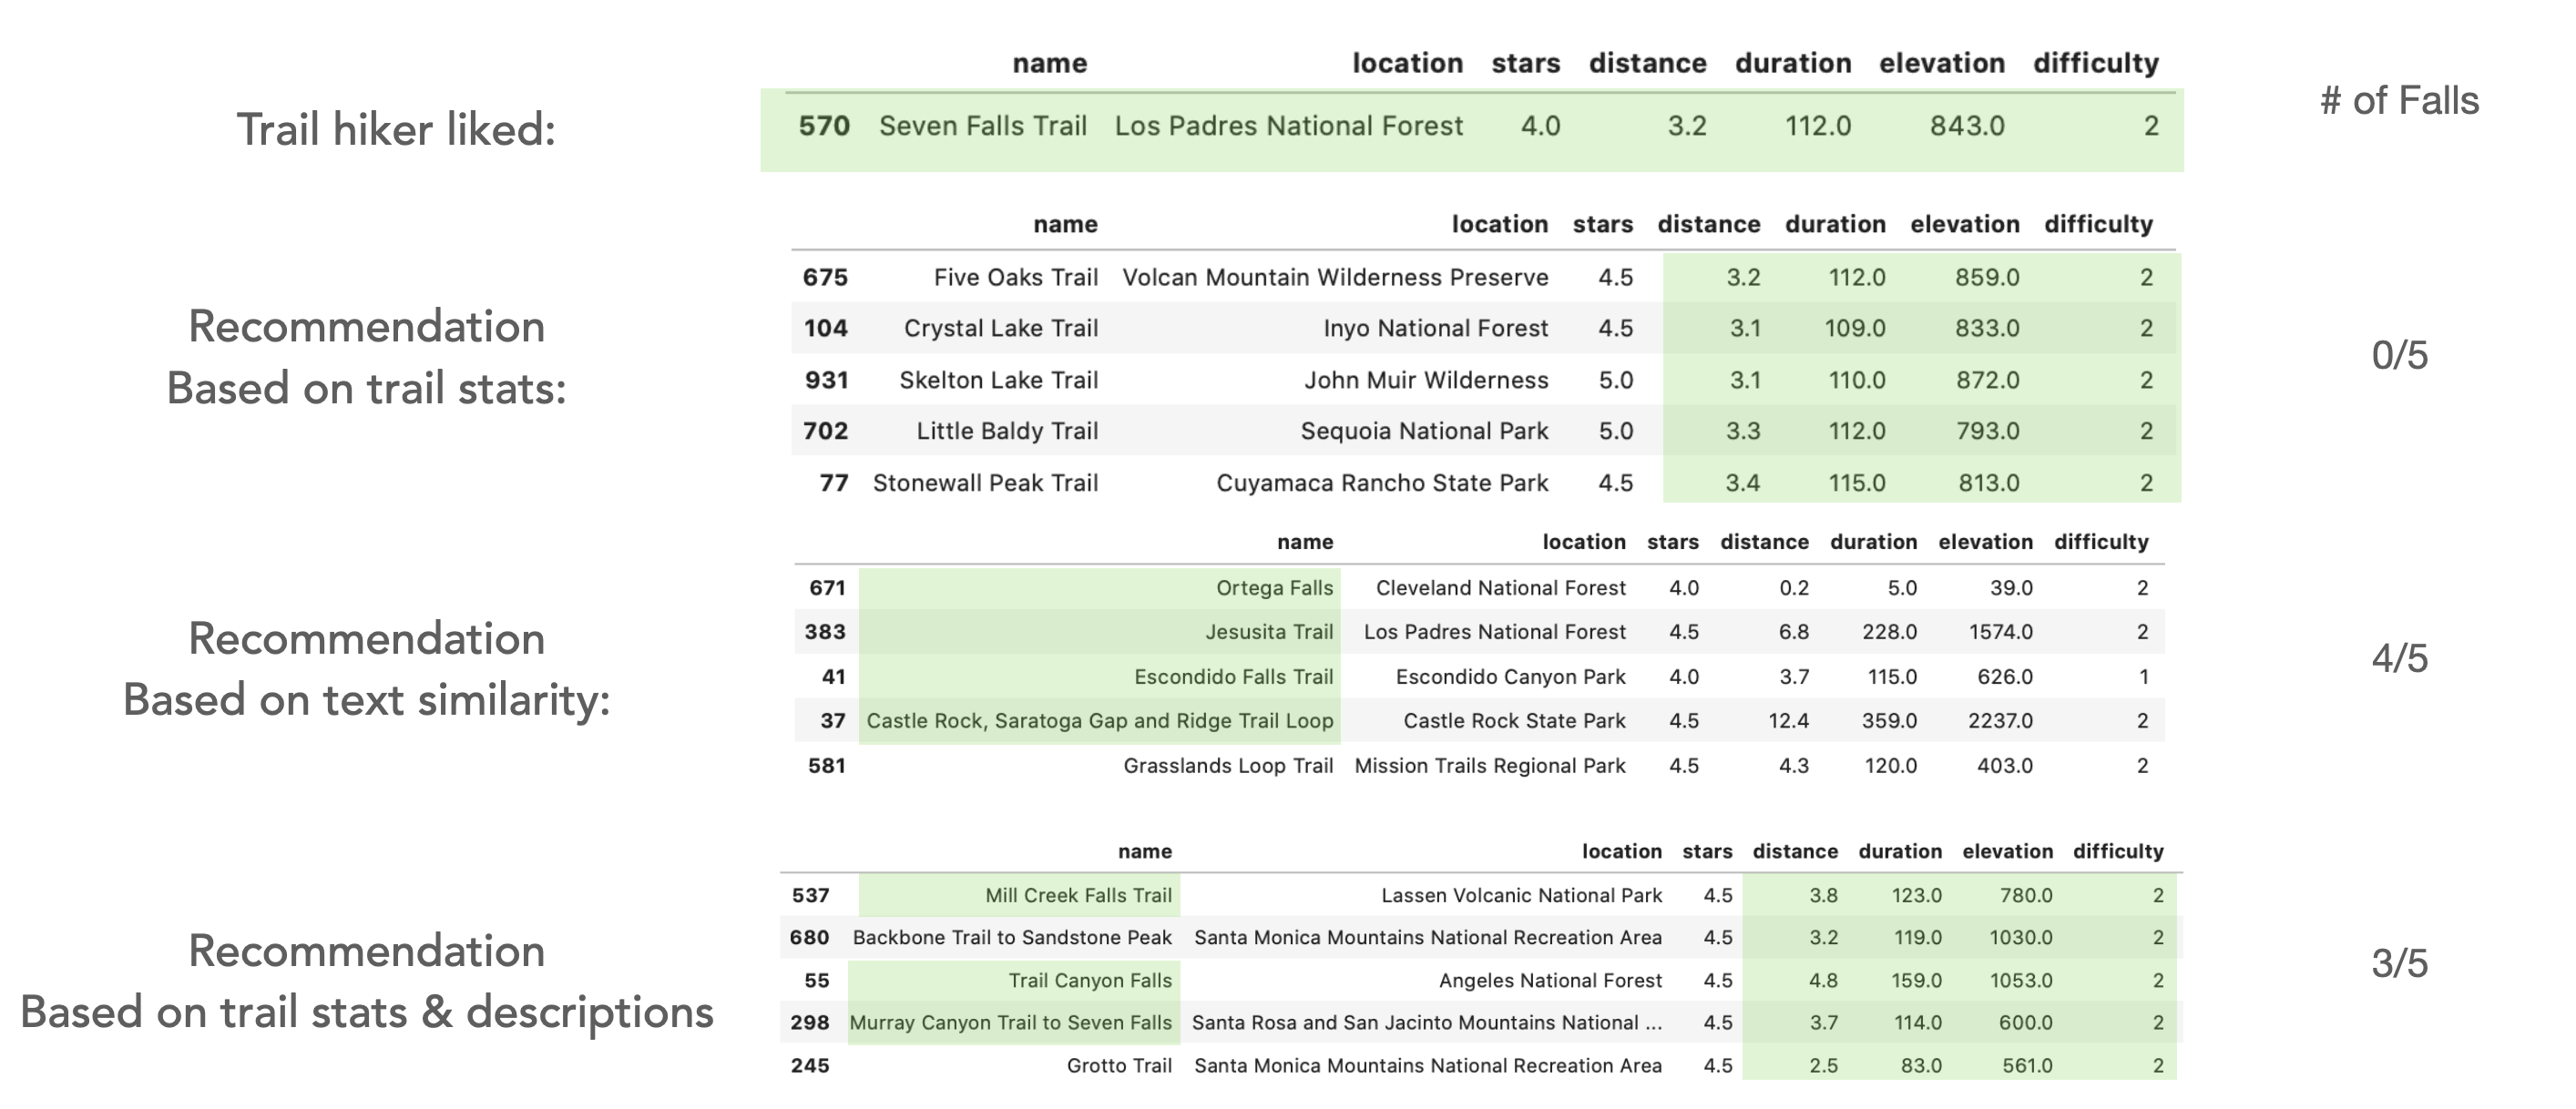 name location stars distance duration elevation difficulty
# of Falls
Trail hiker liked:
570 Seven Falls Trail Los Padres National Forest 4.0 3.2 112.0 843.0 2
name location stars distance duration elevation difficulty
675 Five Oaks Trail Volcan Mountain Wilderness Preserve 4.5 3.2 112.0 859.0 2
104 Crystal Lake Trail Inyo National Forest 4.5 3.1 109.0 833.0 2
931 Skelton Lake Trail John Muir Wilderness 5.0 3.1 110.0 872.0 2
702 Little Baldy Trail Sequoia National Park 5.0 3.3 112.0 793.0 2
77 Stonewall Peak Trail Cuyamaca Rancho State Park 4.5 3.4 115.0 813.0 2
Recommendation
Based on trail stats:
0/5
name location stars distance duration elevation difficulty
671 Ortega Falls Cleveland National Forest 4.0 0.2 5.0 39.0 2
383 Jesusita Trail Los Padres National Forest 4.5 6.8 228.0 1574.0 2
41 Escondido Falls Trail Escondido Canyon Park 4.0 3.7 115.0 626.0 1
37 Castle Rock, Saratoga Gap and Ridge Trail Loop Castle Rock State Park 4.5 12.4 359.0 2237.0 2
581 Grasslands Loop Trail Mission Trails Regional Park 4.5 4.3 120.0 403.0 2
Recommendation
Based on text similarity:
4/5
name location stars distance duration elevation difficulty
537 Mill Creek Falls Trail Lassen Volcanic National Park 4.5 3.8 123.0 780.0 2
680 Backbone Trail to Sandstone Peak Santa Monica Mountains National Recreation Area 4.5 3.2 119.0 1030.0 2
55 Trail Canyon Falls Angeles National Forest 4.5 4.8 159.0 1053.0 2
298 Murray Canyon Trail to Seven Falls Santa Rosa and San Jacinto Mountains National ... 4.5 3.7 114.0 600.0 2
245 Grotto Trail Santa Monica Mountains National Recreation Area 4.5 2.5 83.0 561.0 2
Recommendation
Based on trail stats & descriptions
3/5